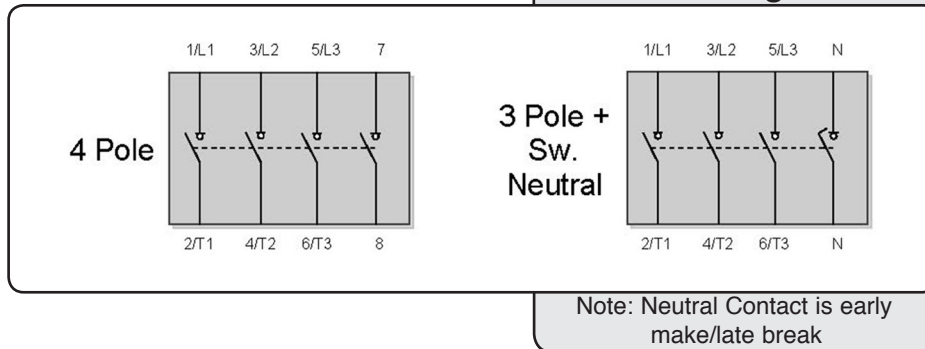 1/L1 3/L2 5/L3 7
4 Pole
2/T1 4/T2 6/T3 8
1/L1 3/L2 5/L3 N
3 Pole +
Sw.
Neutral
2/T1 4/T2 6/T3 N
Note: Neutral Contact is early
make/late break